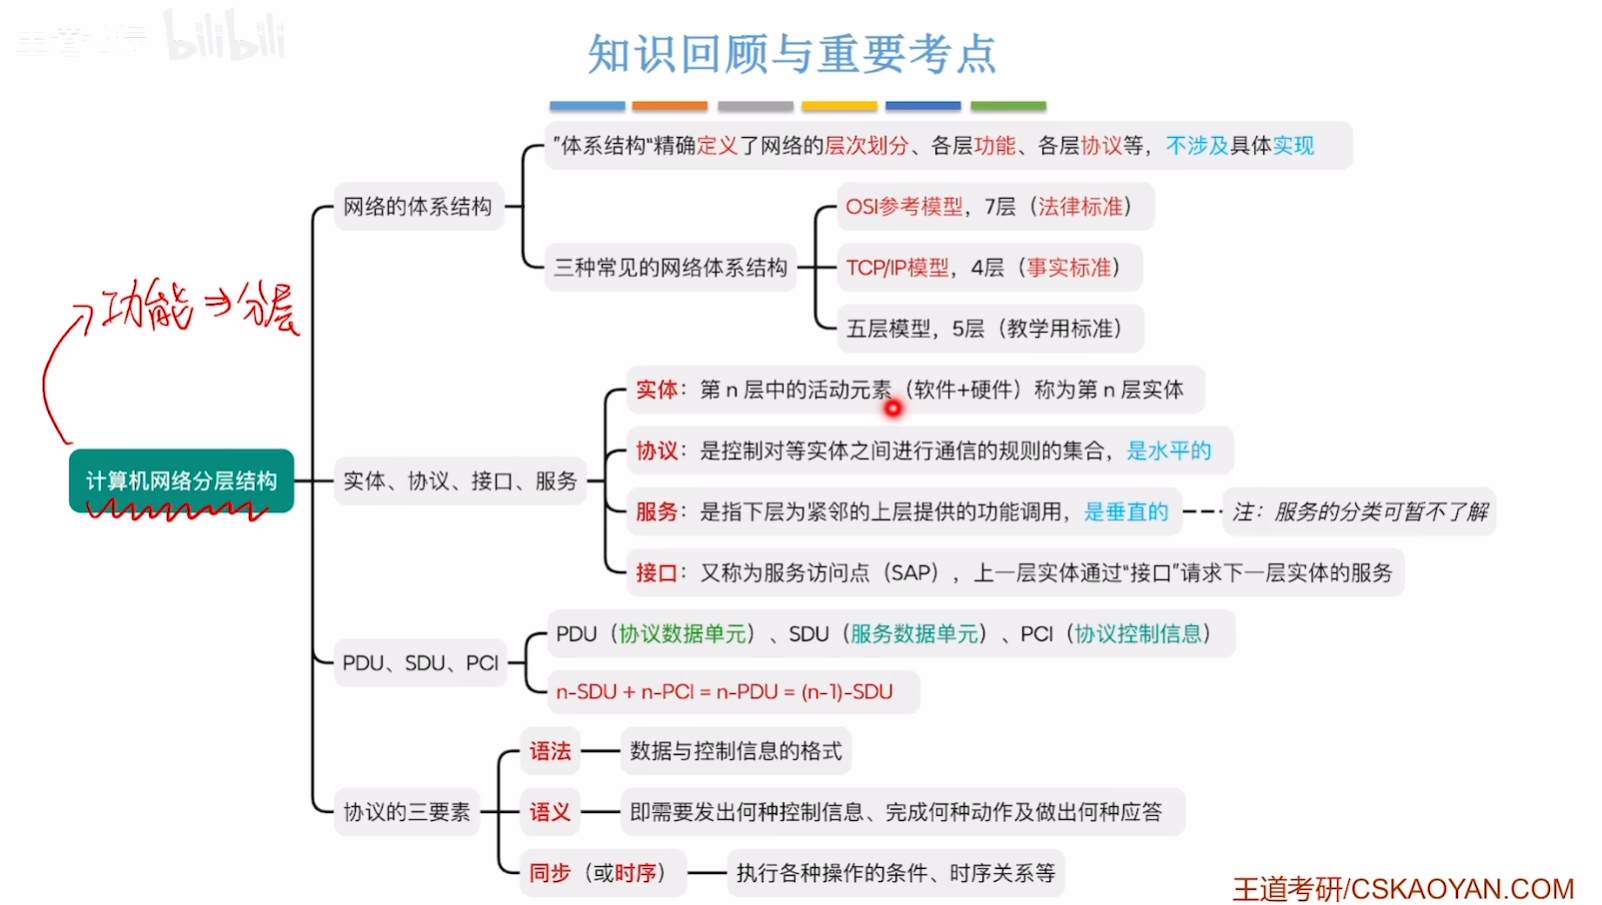 bilibili
知识回顾与重要考点
"体系结构“精确定义了网络的层次划分、各层功能、各层协议等，不涉及具体实现
网络的体系结构
OSI参考模型，7层（法律标准）
三种常见的网络体系结构
TCP/IP模型，4层（事实标准）
五层模型，5层（教学用标准）
功能⇒分层
计算机网络分层结构
实体、协议、接口、服务
实体：第 n 层中的活动元素（软件+硬件）称为第 n 层实体
协议：是控制对等实体之间进行通信的规则的集合，是水平的
服务：是指下层为紧邻的上层提供的功能调用，是垂直的
注：服务的分类可暂不了解
接口：又称为服务访问点（SAP），上一层实体通过“接口”请求下一层实体的服务
PDU、SDU、PCI
PDU（协议数据单元）、SDU（服务数据单元）、PCI（协议控制信息）
n-SDU + n-PCI = n-PDU = (n-1)-SDU
协议的三要素
语法
数据与控制信息的格式
语义
即需要发出何种控制信息、完成何种动作及做出何种应答
同步（或时序）
执行各种操作的条件、时序关系等
王道考研/CSKAOYAN.COM